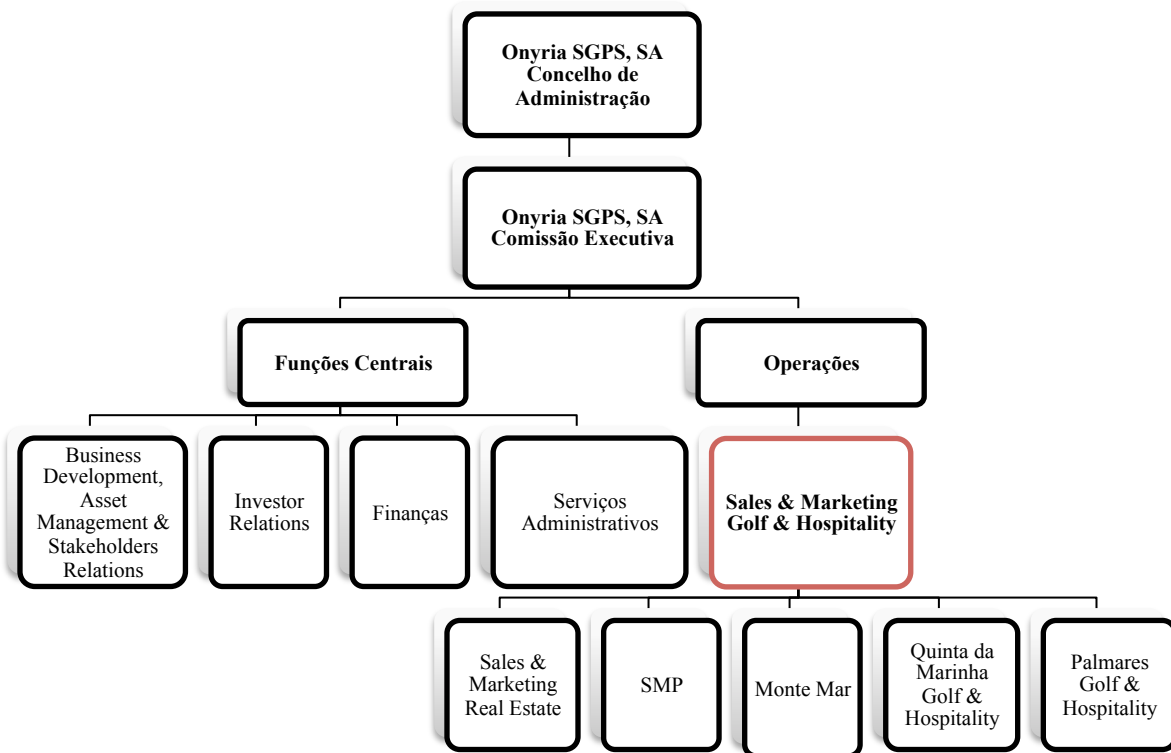 Onyria SGPS, SA
Concelho de
Administração
Onyria SGPS, SA
Comissão Executiva
Funções Centrais
Operações
Business
Development,
Asset
Management &
Stakeholders
Relations
Investor
Relations
Finanças
Serviços
Administrativos
Sales & Marketing
Golf & Hospitality
Sales &
Marketing
Real Estate
SMP
Monte Mar
Quinta da
Marinha
Golf &
Hospitality
Palmares
Golf &
Hospitality